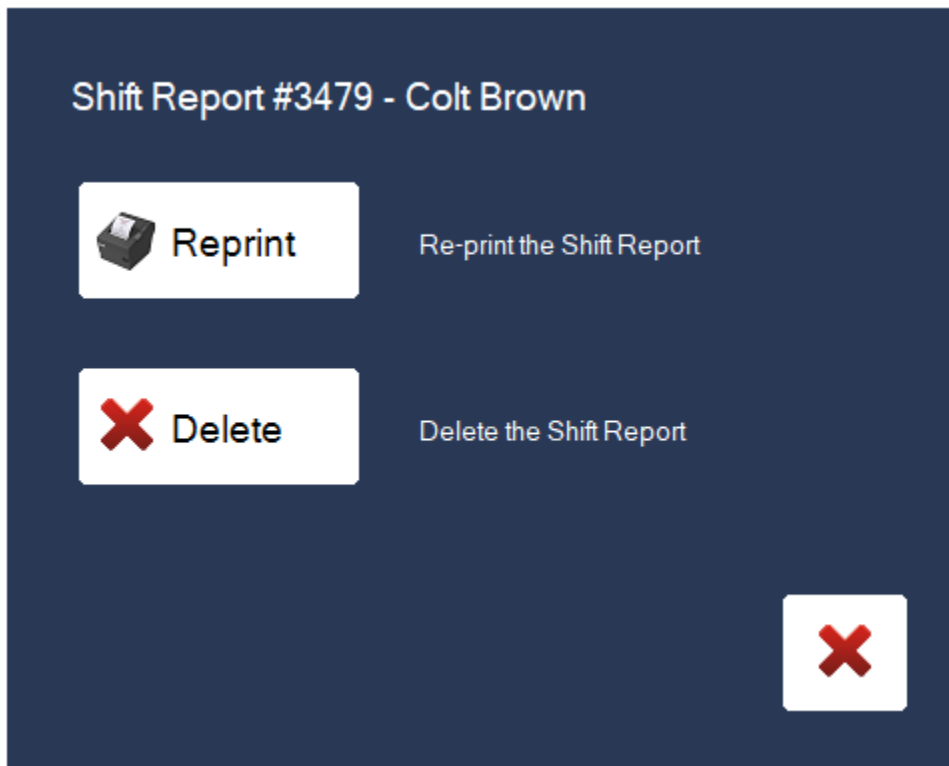 Shift Report #3479 - Colt Brown
Reprint
Re-print the Shift Report
Delete
Delete the Shift Report